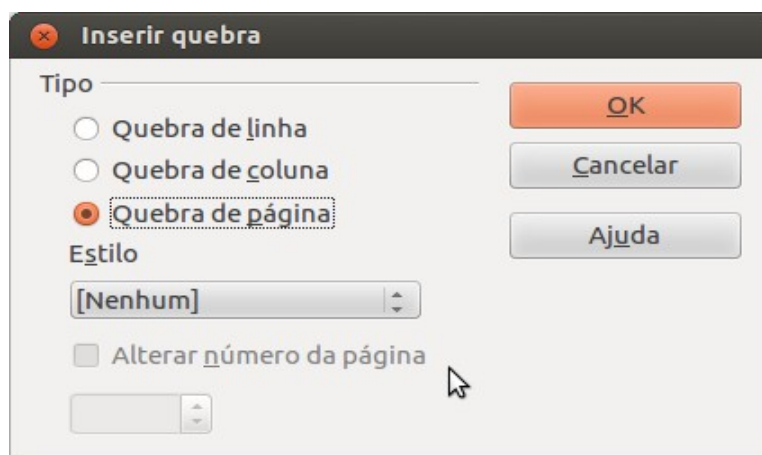 Inserir quebra
Tipo
Quebra de linha
Quebra de coluna
Quebra de página
Estilo
[Nenhum]
Alterar número da página
OK
Cancelar
Ajuda